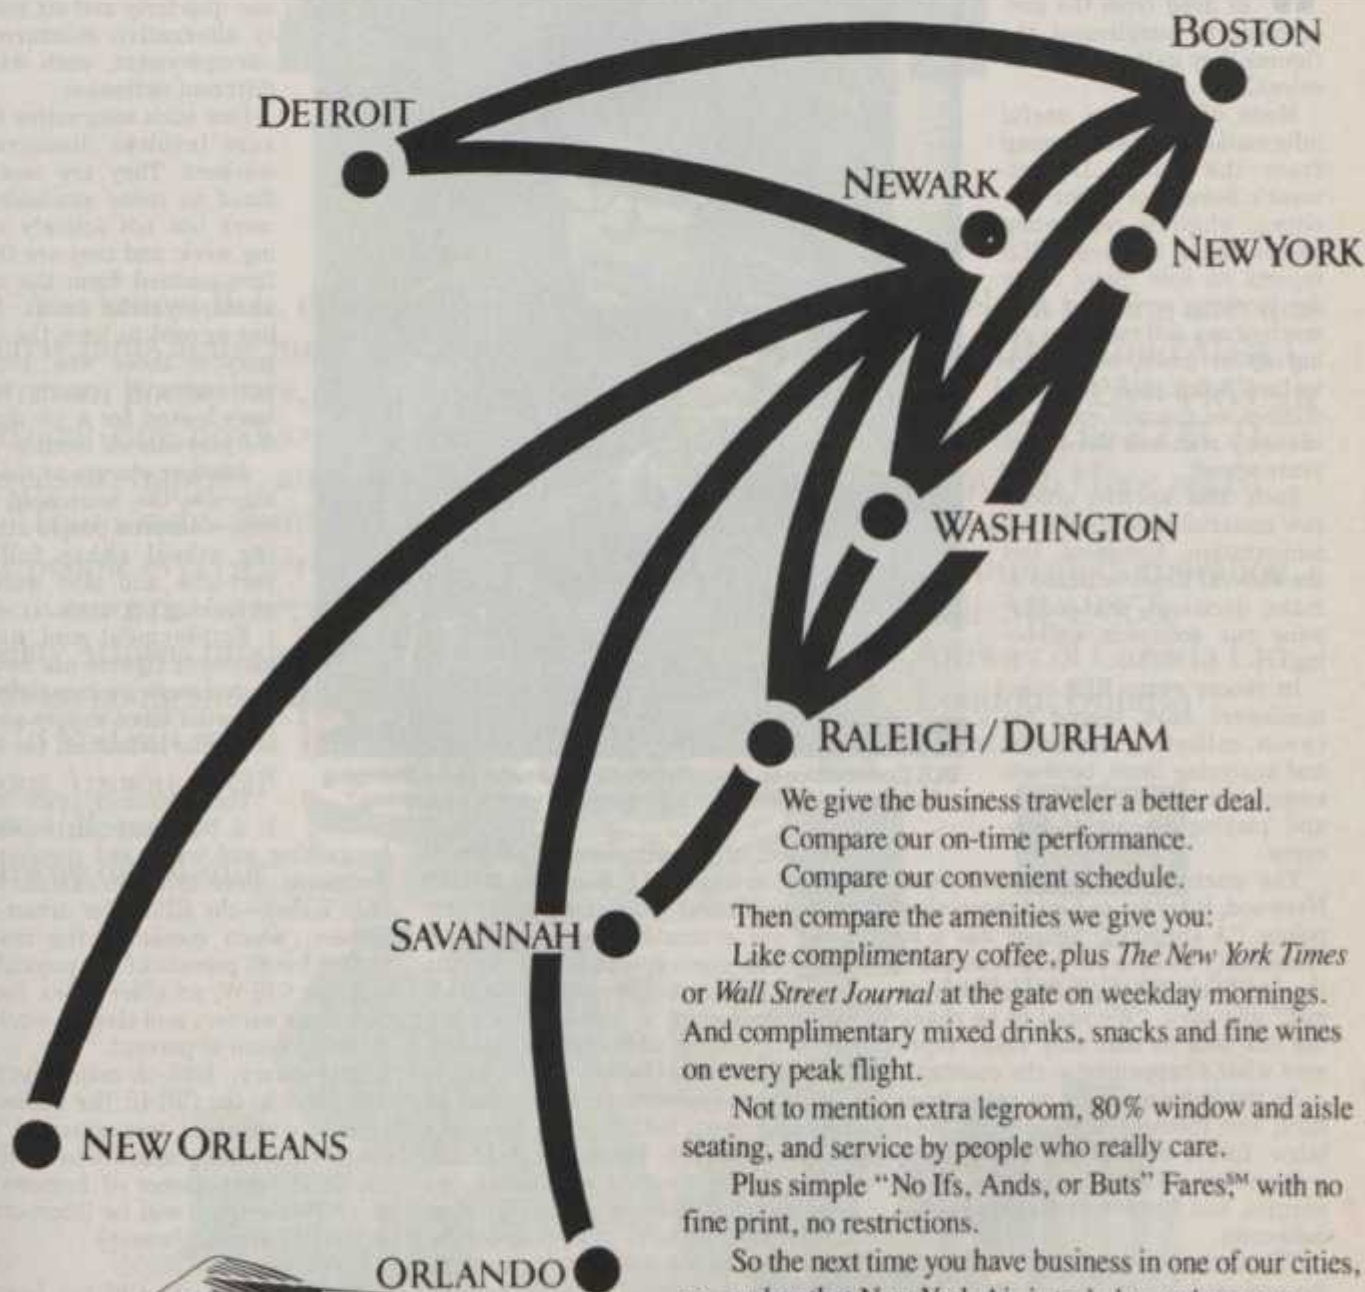 BOSTON
DETROIT
NEWARK
NEW YORK
WASHINGTON
RALEIGH/DURHAM
We give the business traveler a better deal.
Compare our on-time performance.
Compare our convenient schedule.
SAVANNAH
Then compare the amenities we give you:
Like complimentary coffee, plus The New York Times
or Wall Street Journal at the gate on weekday mornings.
And complimentary mixed drinks, snacks and fine wines
on every peak flight.
Not to mention extra legroom, 80% window and aisle
NEW ORLEANS
seating, and service by people who really care.
Plus simple “No Ifs, Ands, or Buts” Fares,℠ with no
fine print, no restrictions.
So the next time you have business in one of our cities,
ORLANDO